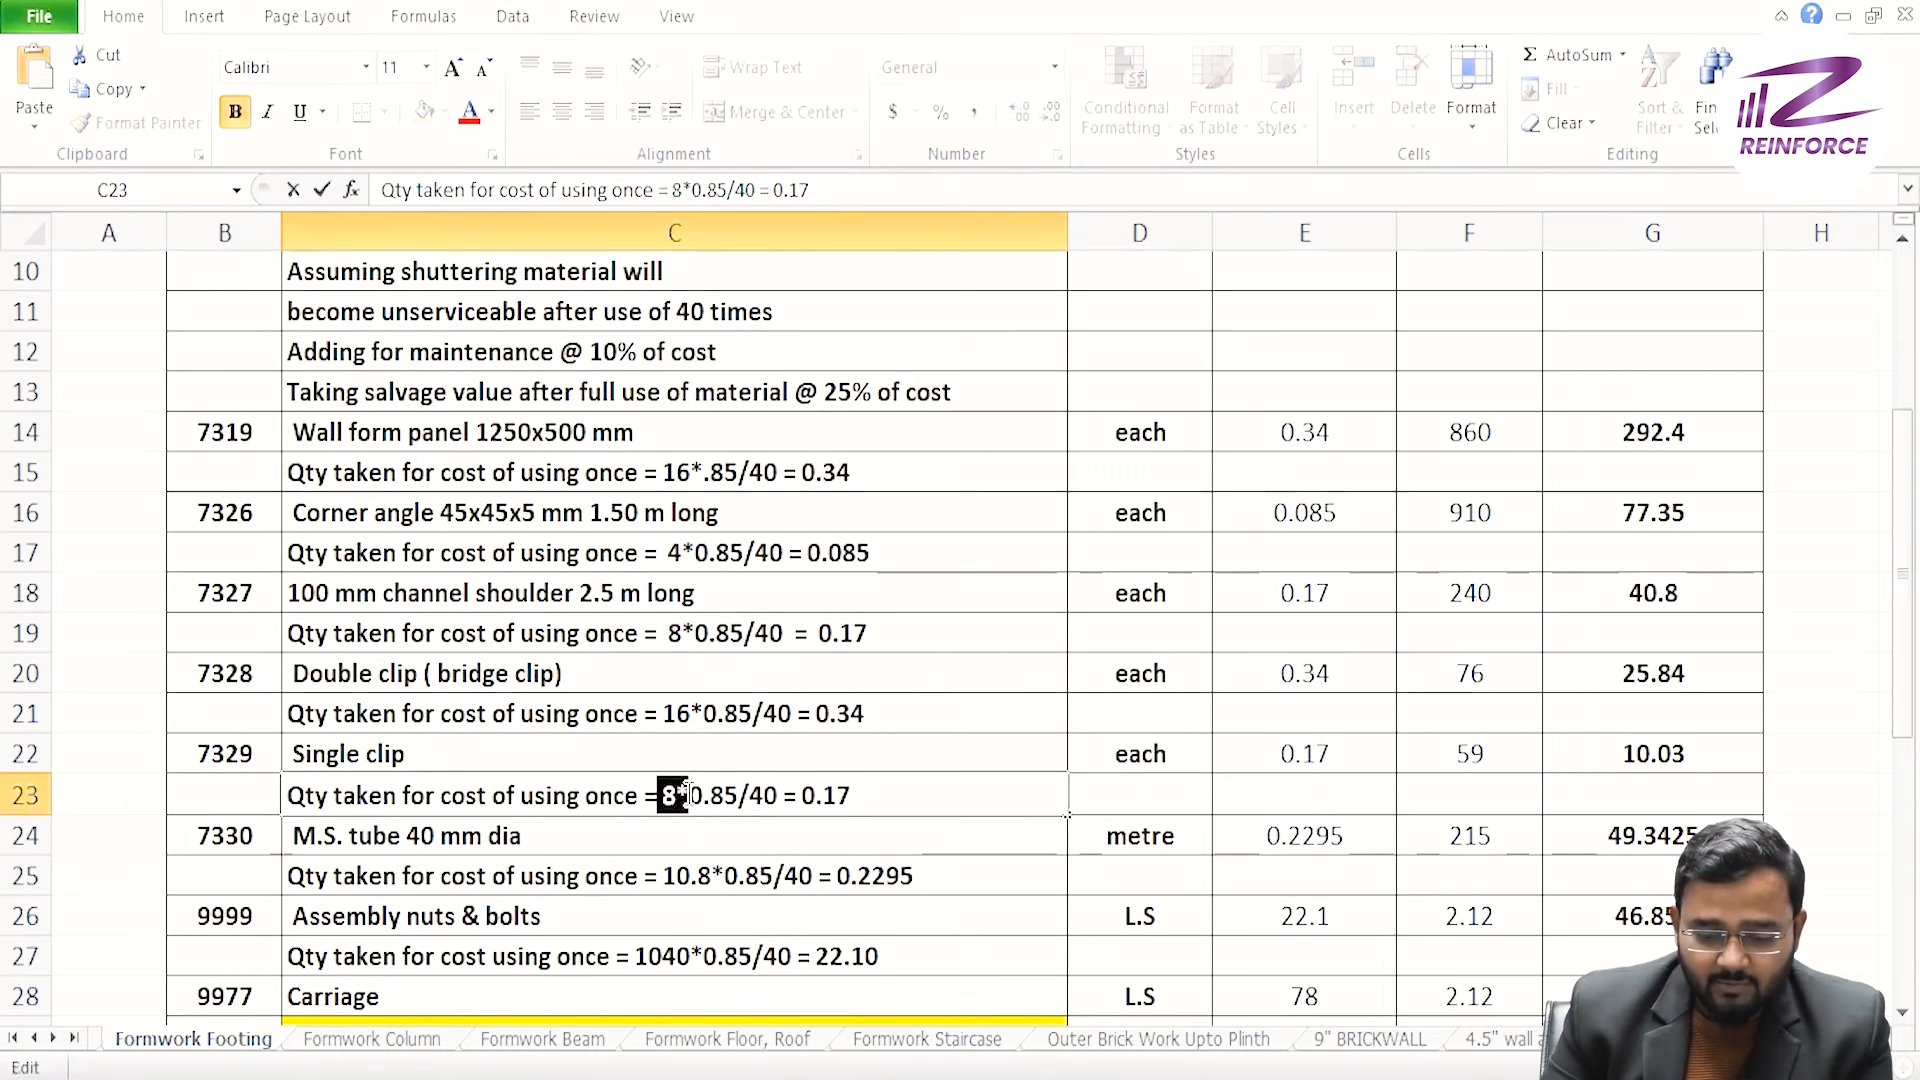 File Home Insert Page Layout Formulas Data Review View
Cut
Calibri 11 Wrap Text General AutoSum
Paste Copy Conditional Formatting Format as Table Cell Styles Insert Delete Format Fill Sort & Filter
B I U Merge & Center $ % ,
Format Painter Clear
Clipboard Font Alignment Number Styles Cells Editing
REINFORCE
C23 fx Qty taken for cost of using once = 8*0.85/40 = 0.17
A B C D E F G H
10 Assuming shuttering material will
11 become unserviceable after use of 40 times
12 Adding for maintenance @ 10% of cost
13 Taking salvage value after full use of material @ 25% of cost
14 7319 Wall form panel 1250x500 mm each 0.34 860 292.4
15 Qty taken for cost of using once = 16*.85/40 = 0.34
16 7326 Corner angle 45x45x5 mm 1.50 m long each 0.085 910 77.35
17 Qty taken for cost of using once = 4*0.85/40 = 0.085
18 7327 100 mm channel shoulder 2.5 m long each 0.17 240 40.8
19 Qty taken for cost of using once = 8*0.85/40 = 0.17
20 7328 Double clip ( bridge clip) each 0.34 76 25.84
21 Qty taken for cost of using once = 16*0.85/40 = 0.34
22 7329 Single clip each 0.17 59 10.03
23 Qty taken for cost of using once = 8*0.85/40 = 0.17
24 7330 M.S. tube 40 mm dia metre 0.2295 215 49.3425
25 Qty taken for cost of using once = 10.8*0.85/40 = 0.2295
26 9999 Assembly nuts & bolts L.S 22.1 2.12 46.85
27 Qty taken for cost using once = 1040*0.85/40 = 22.10
28 9977 Carriage L.S 78 2.12
Formwork Footing Formwork Column Formwork Beam Formwork Floor, Roof Formwork Staircase Outer Brick Work Upto Plinth 9" BRICKWALL 4.5" wall
Edit